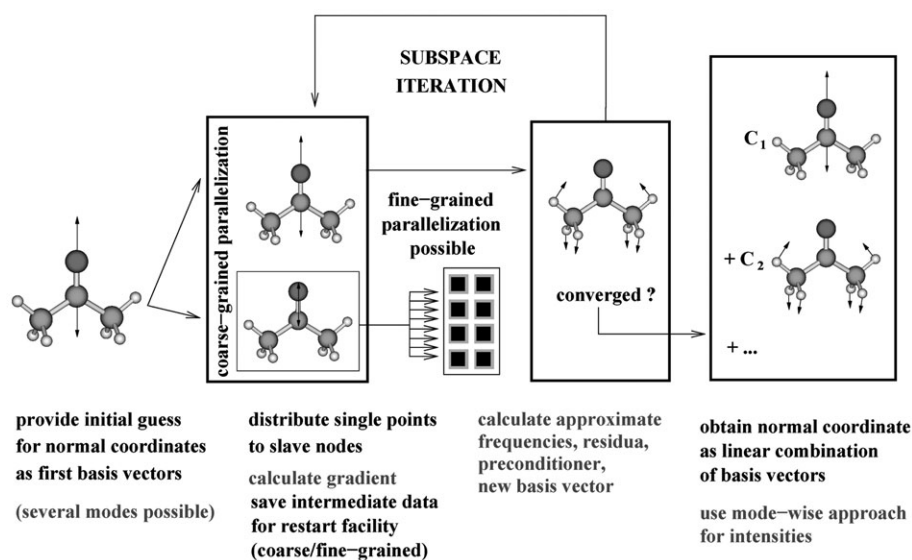 SUBSPACE
ITERATION
coarse−grained parallelization
fine−grained
parallelization
possible
converged ?
C₁
+ C₂
+ ...
provide initial guess
for normal coordinates
as first basis vectors
(several modes possible)
distribute single points
to slave nodes
calculate gradient
save intermediate data
for restart facility
(coarse/fine−grained)
calculate approximate
frequencies, residua,
preconditioner,
new basis vector
obtain normal coordinate
as linear combination
of basis vectors
use mode−wise approach
for intensities